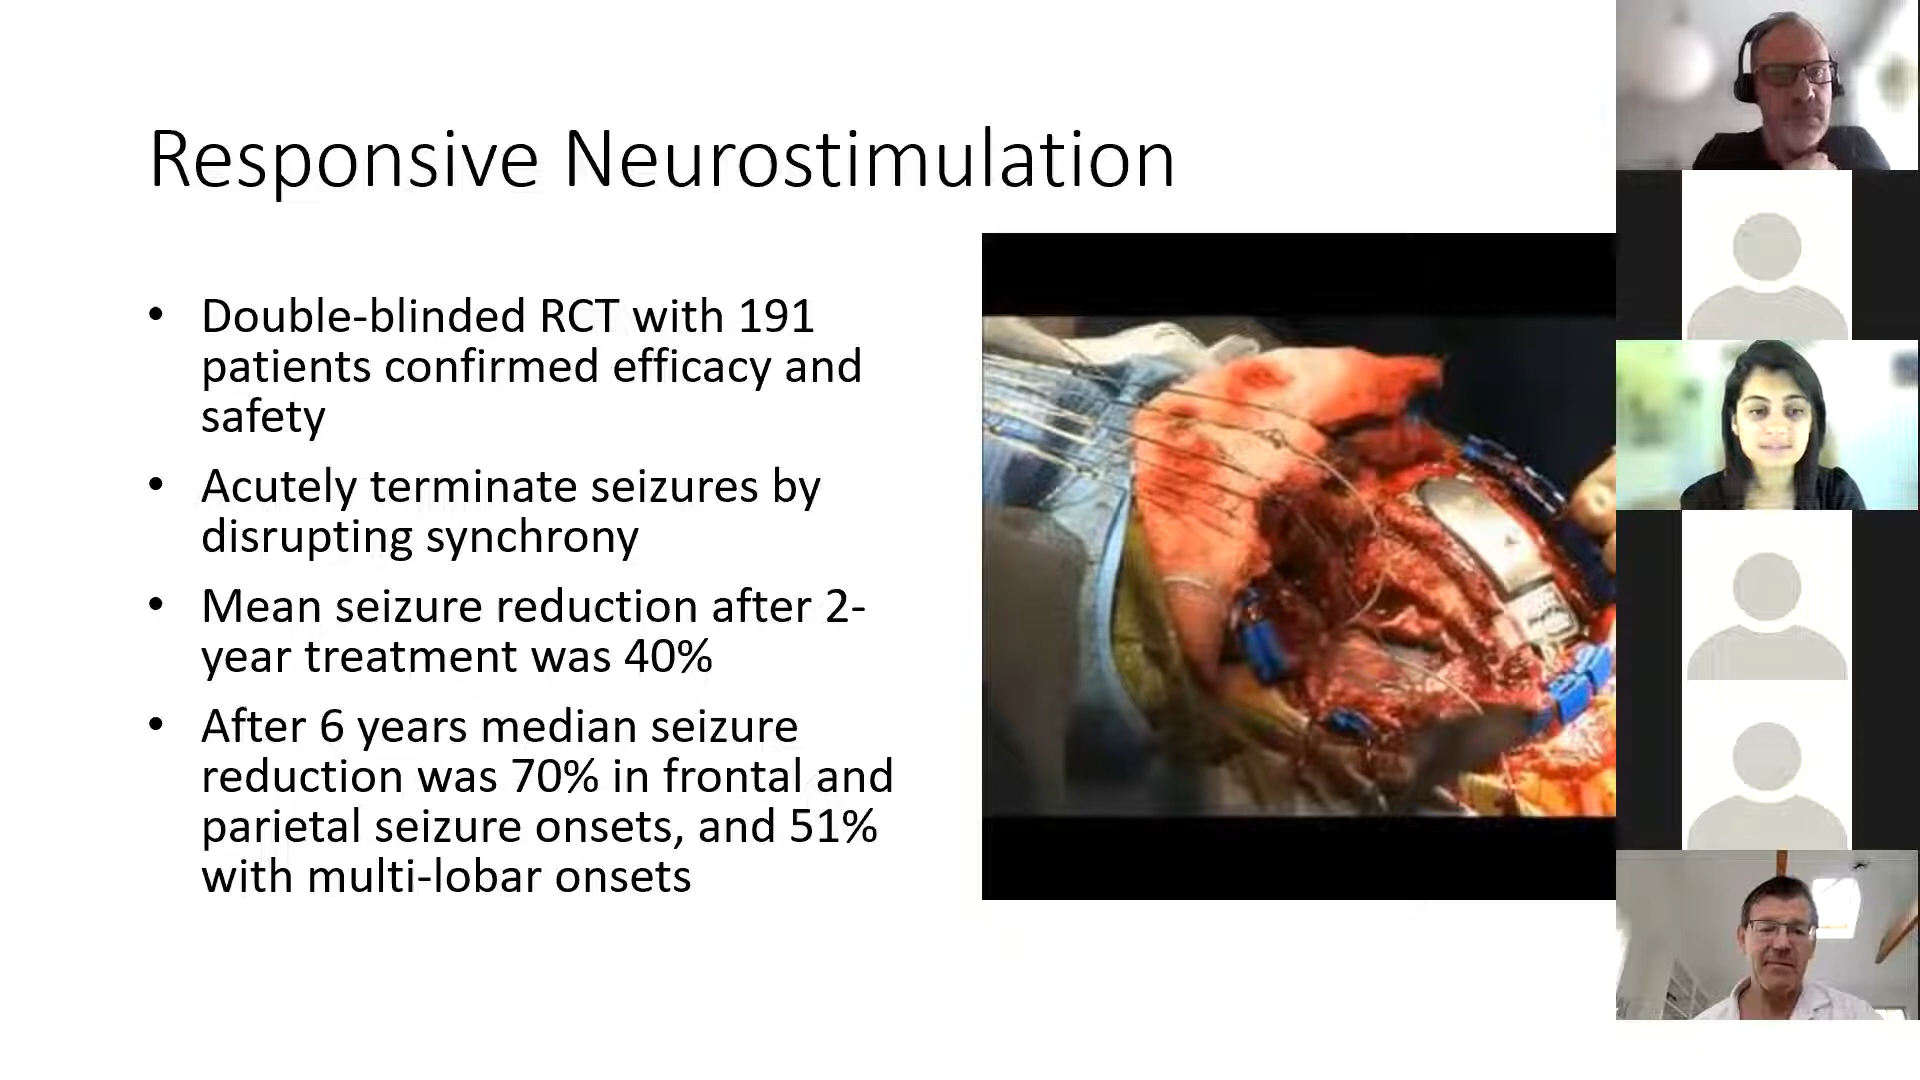 Responsive Neurostimulation
• Double-blinded RCT with 191
patients confirmed efficacy and
safety
• Acutely terminate seizures by
disrupting synchrony
• Mean seizure reduction after 2-
year treatment was 40%
• After 6 years median seizure
reduction was 70% in frontal and
parietal seizure onsets, and 51%
with multi-lobar onsets